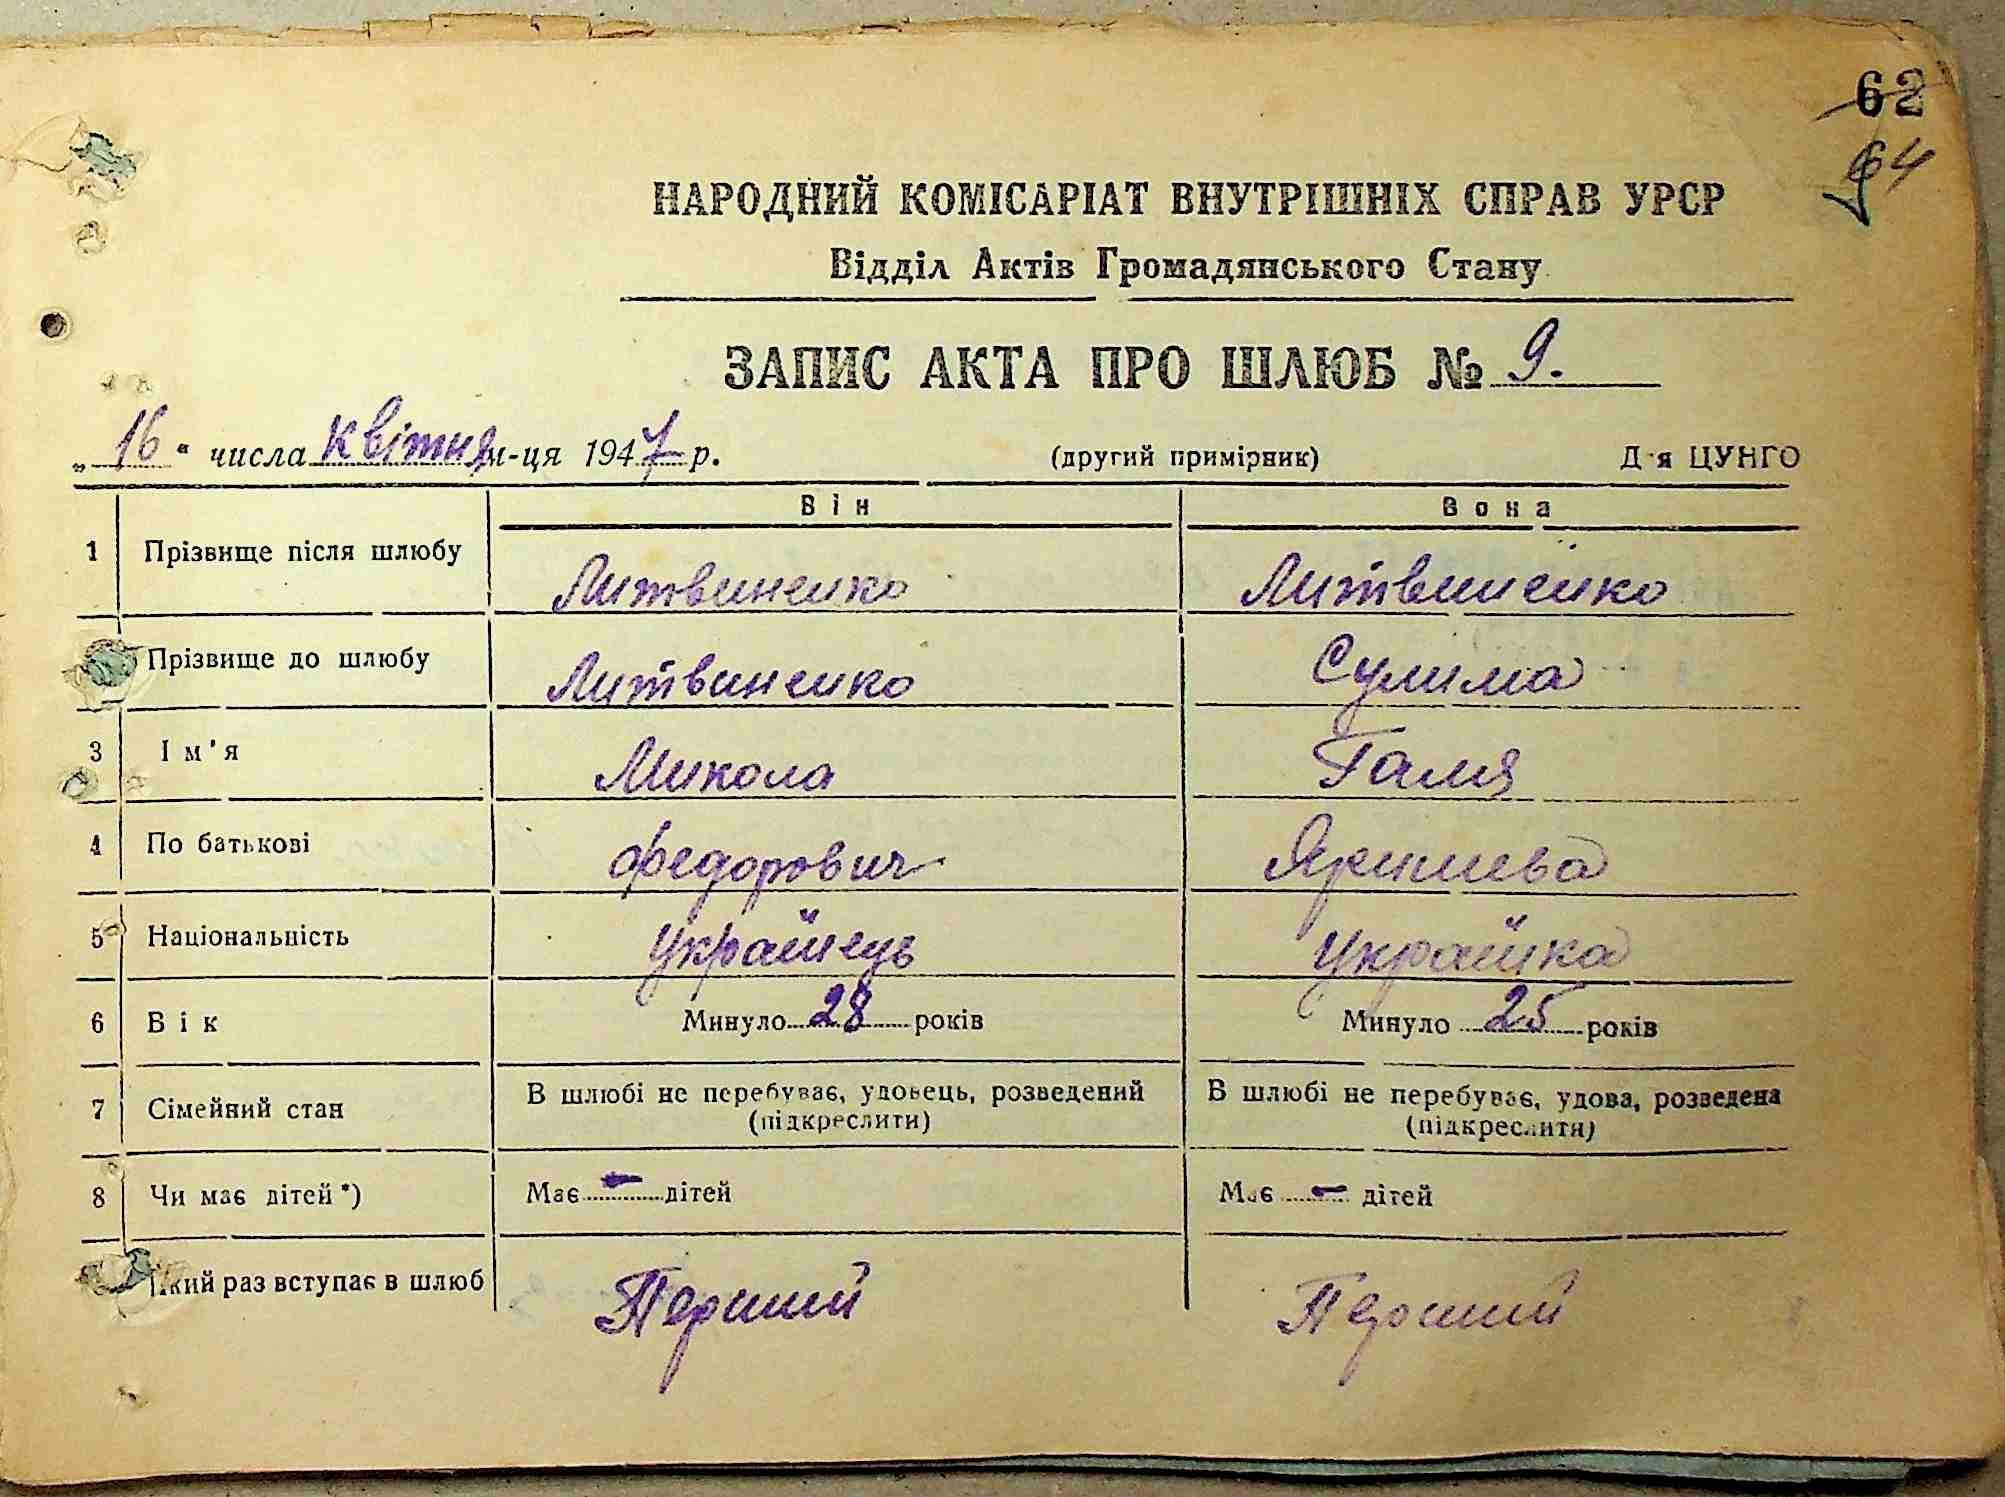 62
64
НАРОДНИЙ КОМІСАРІАТ ВНУТРІШНІХ СПРАВ УРСР
Відділ Актів Громадянського Стану
ЗАПИС АКТА ПРО ШЛЮБ № 9.
„ 16 “ числа квітня м-ця 1947 р. (другий примірник) Д-я ЦУНГО
Він Вона
1 Прізвище після шлюбу Литвиненко Литвиненко
Прізвище до шлюбу Литвиненко Сулима
3 Ім'я Микола Галя
4 По батькові Федорович
5 Національність Українець Українка
6 Вік Минуло 28 років Минуло 25 років
7 Сімейний стан В шлюбі не перебуває, удовець, розведений (підкреслити) В шлюбі не перебуває, удова, розведена (підкреслити)
8 Чи має дітей*) Має - дітей Має - дітей
Який раз вступає в шлюб Перший Перший